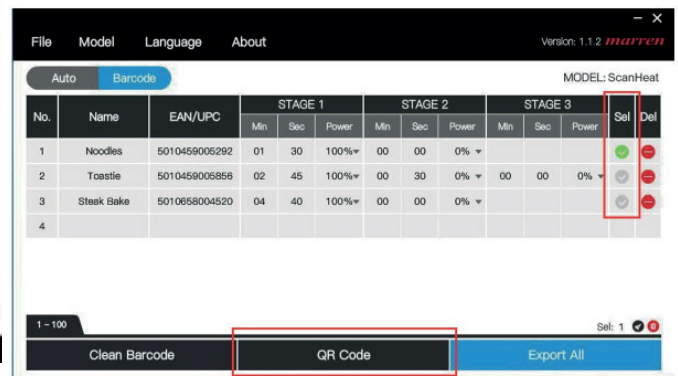 File Model Language About Version: 1.1.2 marren
Auto Barcode MODEL: ScanHeat
No. Name EAN/UPC STAGE 1 STAGE 2 STAGE 3 Sel Del
Min Sec Power Min Sec Power Min Sec Power
1 Noodles 5010459005292 01 30 100% 00 00 0%
2 Toastie 5010459005856 02 45 100% 00 30 0% 00 00 0%
3 Steak Bake 5010658004520 04 40 100% 00 00 0%
4
1~100 Sel: 1
Clean Barcode QR Code Export All